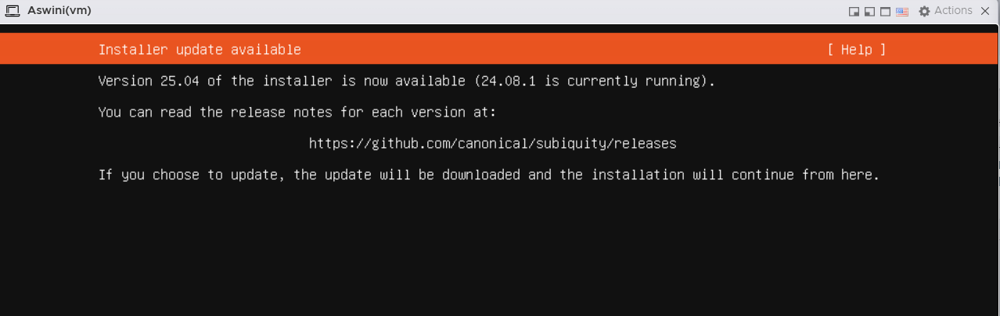 Aswini(vm) Actions
Installer update available [ Help ]
Version 25.04 of the installer is now available (24.08.1 is currently running).
You can read the release notes for each version at:
https://github.com/canonical/subiquity/releases
If you choose to update, the update will be downloaded and the installation will continue from here.